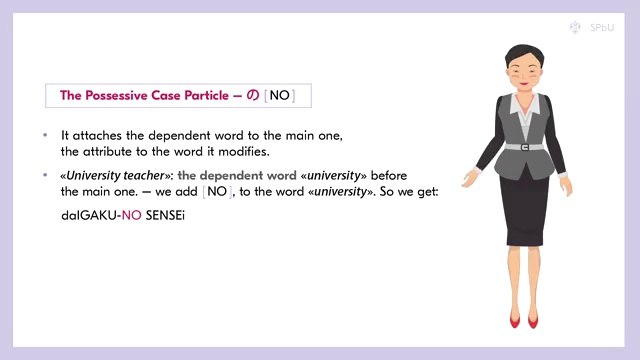 SPbU
The Possessive Case Particle – の [NO]
• It attaches the dependent word to the main one,
the attribute to the word it modifies.
• «University teacher»: the dependent word «university» before
the main one. – we add [NO], to the word «university». So we get:
daIGAKU-NO SENSEi